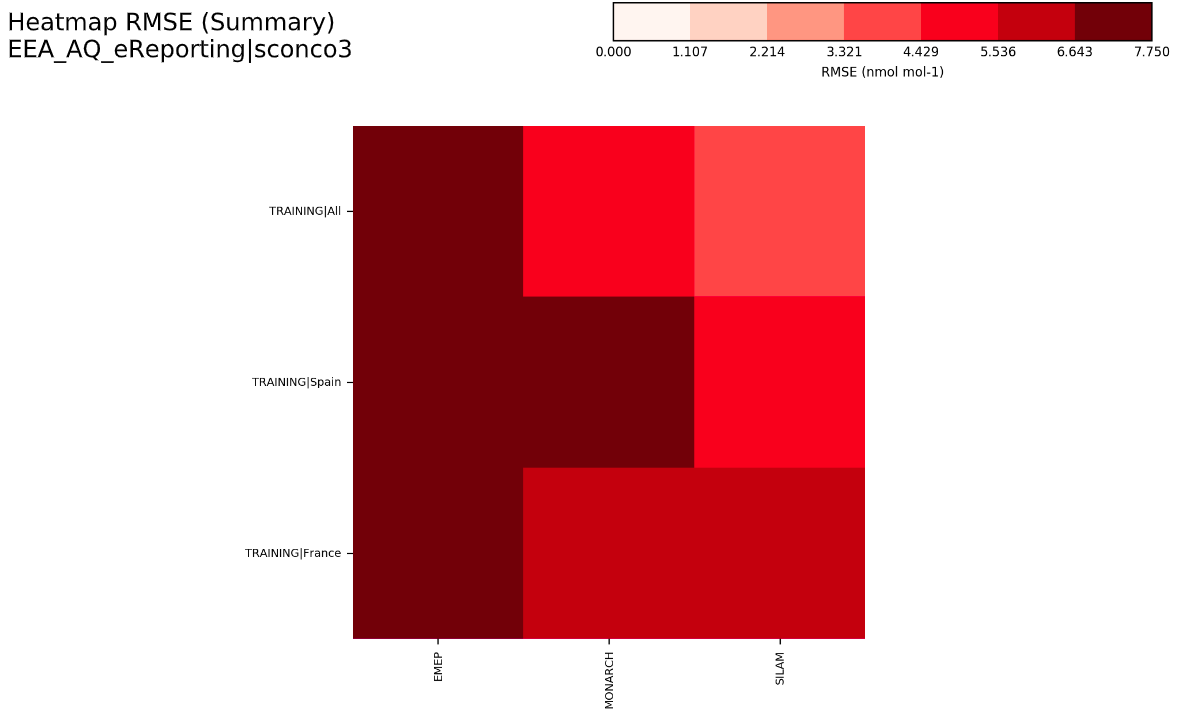 Heatmap RMSE (Summary)
EEA_AQ_eReporting|sconco3
0.000 1.107 2.214 3.321 4.429 5.536 6.643 7.750
RMSE (nmol mol-1)
TRAINING|All
TRAINING|Spain
TRAINING|France
EMEP
MONARCH
SILAM